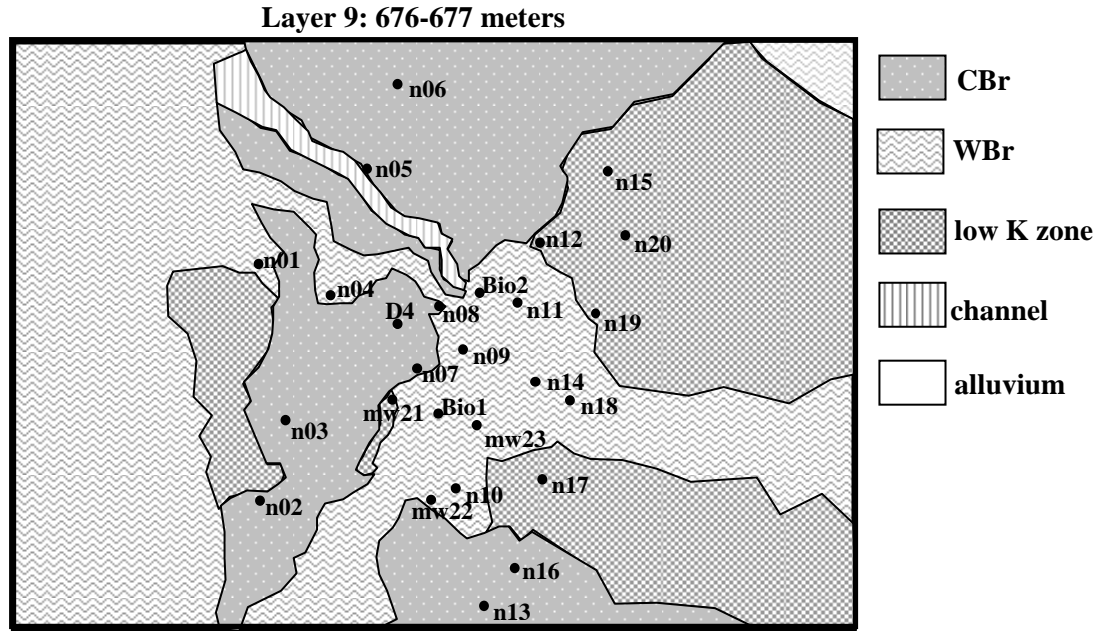 Layer 9: 676-677 meters
CBr
WBr
low K zone
channel
alluvium
n06
n05
n15
n12
n20
n01
n04
Bio2
n11
D4
n08
n19
n09
n07
n14
n18
mw21
Bio1
n03
mw23
n17
n10
n02
mw22
n16
n13